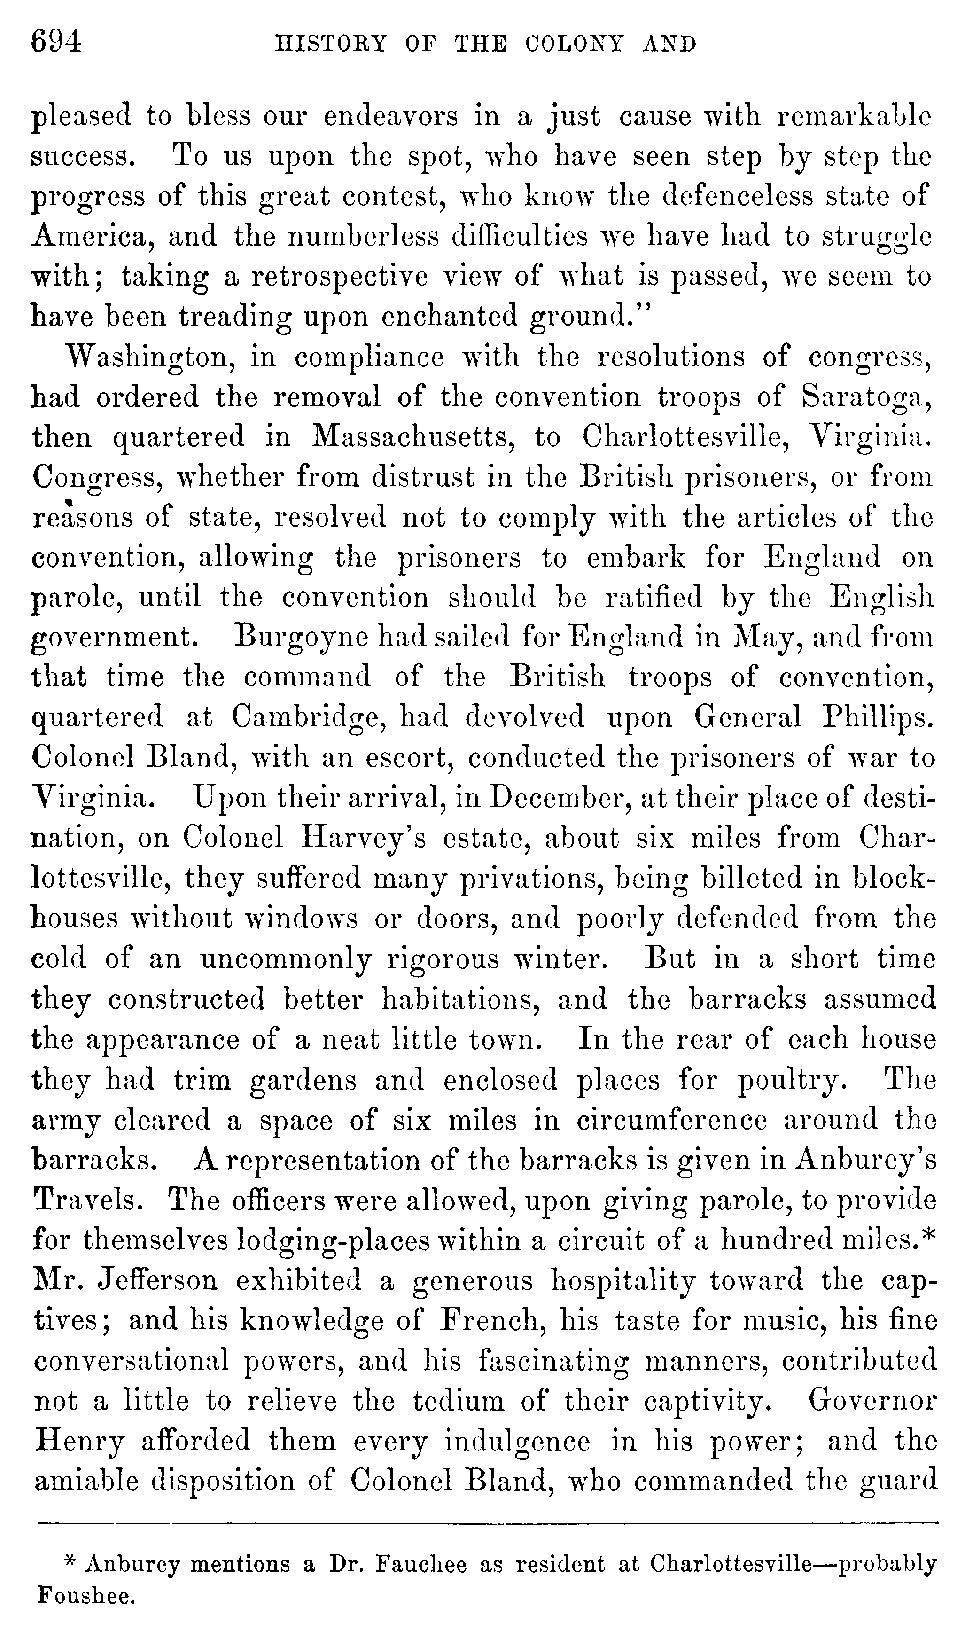 694 HISTORY OF THE COLONY AND
pleased to bless our endeavors in a just cause with remarkable
success. To us upon the spot, who have seen step by step the
progress of this great contest, who know the defenceless state of
America, and the numberless difficulties we have had to struggle
with; taking a retrospective view of what is passed, we seem to
have been treading upon enchanted ground."
Washington, in compliance with the resolutions of congress,
had ordered the removal of the convention troops of Saratoga,
then quartered in Massachusetts, to Charlottesville, Virginia.
Congress, whether from distrust in the British prisoners, or from
reasons of state, resolved not to comply with the articles of the
convention, allowing the prisoners to embark for England on
parole, until the convention should be ratified by the English
government. Burgoyne had sailed for England in May, and from
that time the command of the British troops of convention,
quartered at Cambridge, had devolved upon General Phillips.
Colonel Bland, with an escort, conducted the prisoners of war to
Virginia. Upon their arrival, in December, at their place of desti-
nation, on Colonel Harvey's estate, about six miles from Char-
lottesville, they suffered many privations, being billeted in block-
houses without windows or doors, and poorly defended from the
cold of an uncommonly rigorous winter. But in a short time
they constructed better habitations, and the barracks assumed
the appearance of a neat little town. In the rear of each house
they had trim gardens and enclosed places for poultry. The
army cleared a space of six miles in circumference around the
barracks. A representation of the barracks is given in Anburey's
Travels. The officers were allowed, upon giving parole, to provide
for themselves lodging-places within a circuit of a hundred miles.*
Mr. Jefferson exhibited a generous hospitality toward the cap-
tives; and his knowledge of French, his taste for music, his fine
conversational powers, and his fascinating manners, contributed
not a little to relieve the tedium of their captivity. Governor
Henry afforded them every indulgence in his power; and the
amiable disposition of Colonel Bland, who commanded the guard
* Anburey mentions a Dr. Fauchee as resident at Charlottesville—probably
Foushee.